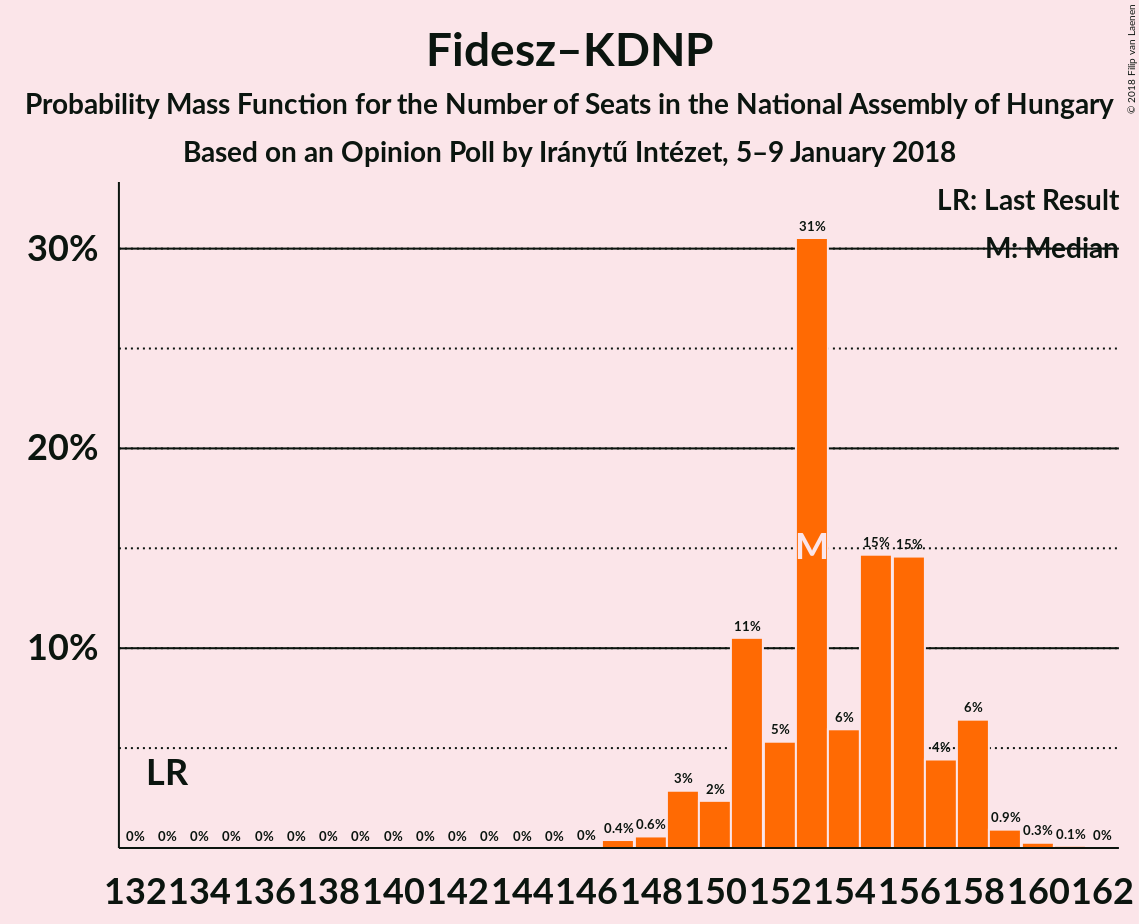 Fidesz–KDNP
Probability Mass Function for the Number of Seats in the National Assembly of Hungary
Based on an Opinion Poll by Iránytű Intézet, 5–9 January 2018
© 2018 Filip van Laenen
LR: Last Result
M: Median
30%
20%
10%
31%
M
15% 15%
11%
6%
5%
4%
6%
LR
3%
2%
0% 0% 0% 0% 0% 0% 0% 0% 0% 0% 0% 0% 0% 0% 0% 0.4% 0.6% 0.9% 0.3% 0.1% 0%
132 134 136 138 140 142 144 146 148 150 152 154 156 158 160 162